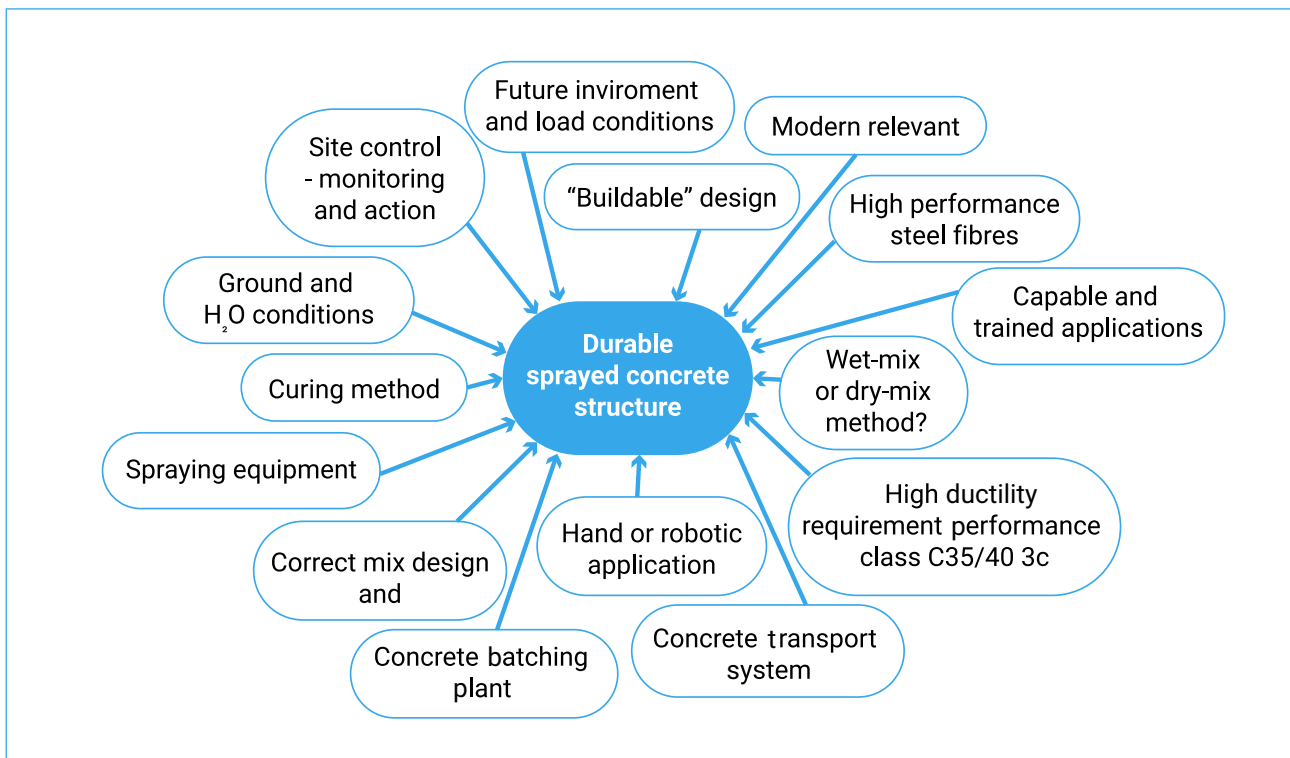 Future inviroment
and load conditions
Modern relevant
Site control
- monitoring
and action
“Buildable” design
High performance
steel fibres
Ground and
H₂O conditions
Capable and
trained applications
Durable
sprayed concrete
structure
Wet-mix
or dry-mix
method?
Curing method
Spraying equipment
High ductility
requirement performance
class C35/40 3c
Hand or robotic
application
Correct mix design
and
Concrete transport
system
Concrete batching
plant